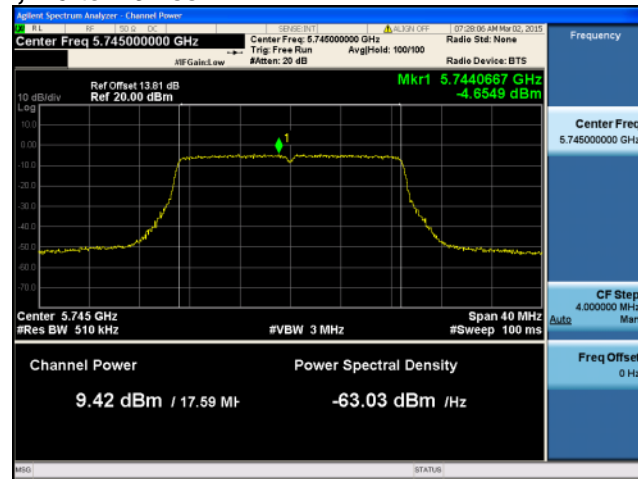 Agilent Spectrum Analyzer - Channel Power
RL RF 50 Ω DC SENSE:INT ALIGN OFF 07:28:06 AM Mar 02, 2015
Center Freq 5.745000000 GHz
Center Freq: 5.745000000 GHz
Radio Std: None
Trig: Free Run Avg|Hold: 100/100
#IFGain:Low #Atten: 20 dB Radio Device: BTS
Frequency
Ref Offset 13.81 dB
10 dB/div Ref 20.00 dBm
Mkr1 5.7440667 GHz
-4.6549 dBm
Log
10.0
0.00
-10.0
-20.0
-30.0
-40.0
-50.0
-60.0
-70.0
1
Center Freq
5.745000000 GHz
Center 5.745 GHz Span 40 MHz
#Res BW 510 kHz #VBW 3 MHz #Sweep 100 ms
CF Step
4.000000 MHz
Auto Man
Channel Power Power Spectral Density
9.42 dBm / 17.59 MH
-63.03 dBm /Hz
Freq Offset
0 Hz
MSG STATUS